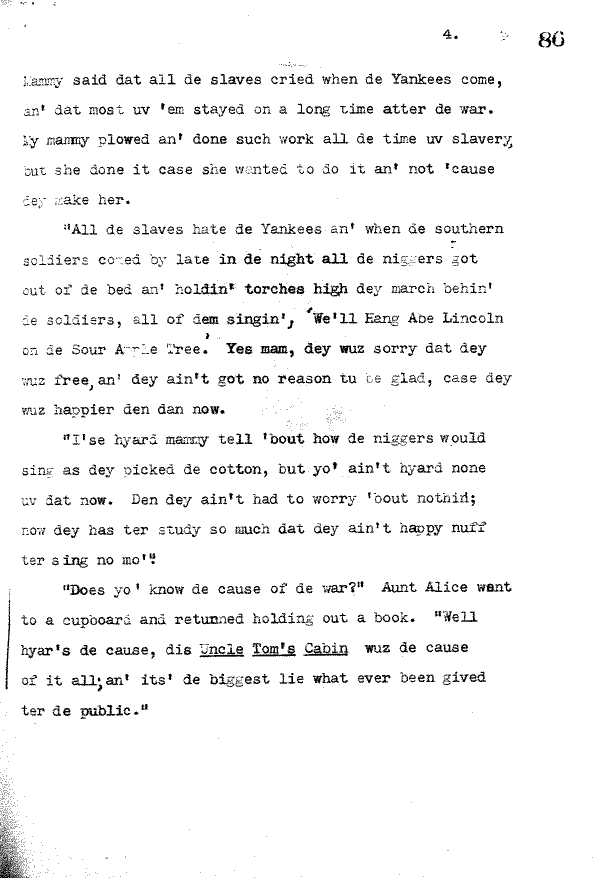 4. 86
Mammy said dat all de slaves cried when de Yankees come,
an' dat most uv 'em stayed on a long time atter de war.
My mammy plowed an' done such work all de time uv slavery,
but she done it case she wanted to do it an' not 'cause
dey make her.
"All de slaves hate de Yankees an' when de southern
soldiers comed by late in de night all de niggers got
out of de bed an' holdin' torches high dey march behin'
de soldiers, all of dem singin', 'We'll Hang Abe Lincoln
on de Sour Apple Tree.' Yes mam, dey wuz sorry dat dey
wuz free, an' dey ain't got no reason tu be glad, case dey
wuz happier den dan now.
"I'se hyard mammy tell 'bout how de niggers would
sing as dey picked de cotton, but yo' ain't hyard none
uv dat now. Den dey ain't had to worry 'bout nothin;
now dey has ter study so much dat dey ain't happy nuff
ter sing no mo'".
"Does yo' know de cause of de war?" Aunt Alice went
to a cupboard and retunned holding out a book. "Well
hyar's de cause, dis Uncle Tom's Cabin wuz de cause
of it all; an' its' de biggest lie what ever been gived
ter de public."